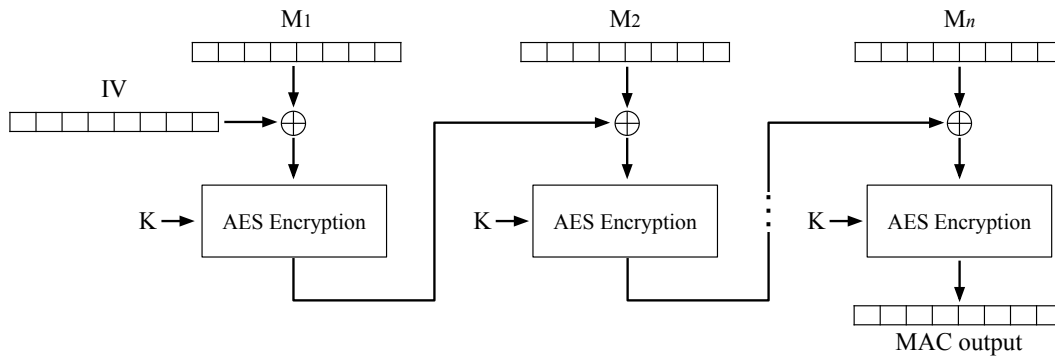 M1
M2
Mn
IV
K
AES Encryption
K
AES Encryption
K
AES Encryption
MAC output